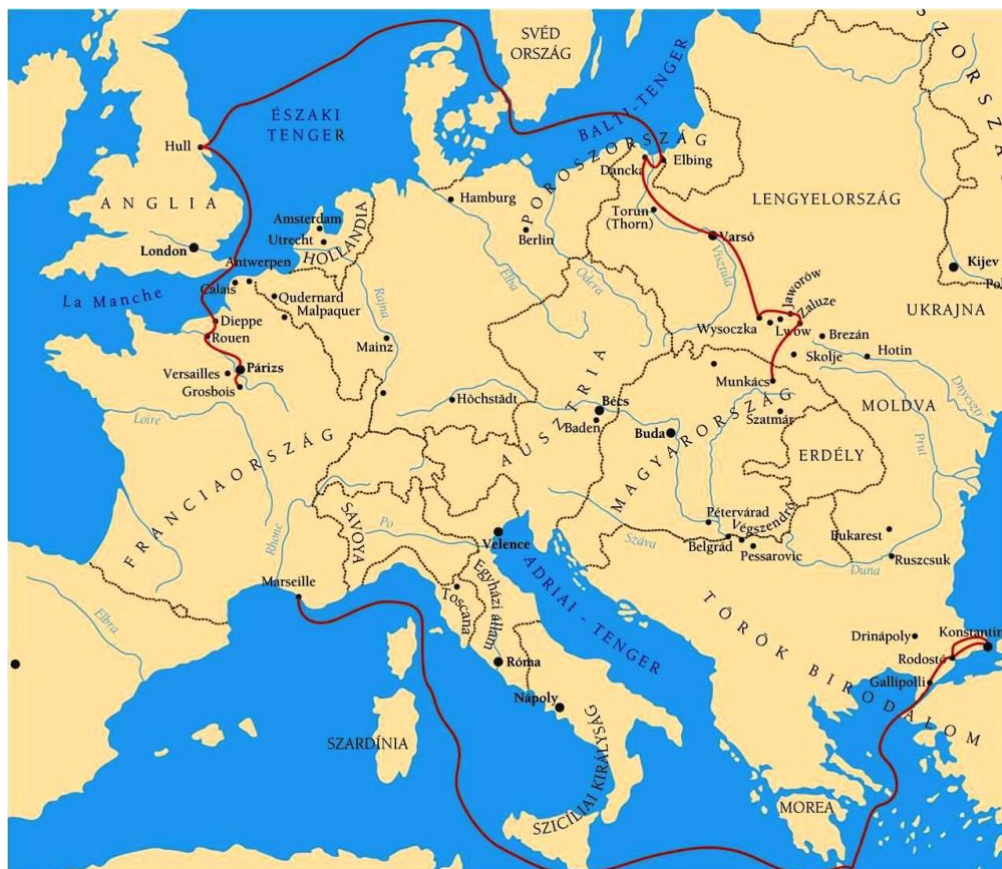 SVÉD
ORSZÁG
ÉSZAKI
TENGER
BALTI-TENGER
Hull
POROSZORSZÁG
Elbing
Dancka
ANGLIA
Hamburg
LENGYELORSZÁG
Amsterdam
Utrecht
HOLLANDIA
Torun
(Thorn)
Berlin
Varsó
London
Antwerpen
Kijev
Calais
La Manche
Qudernard
Malpaquer
Rajna
Elba
Odera
Visztula
Jaworów
Zaluze
UKRAJNA
Dieppe
Rouen
Wysoczka
Lwow
Brezán
Mainz
Skolje
Hotin
Versailles
Párizs
Grosbois
Munkács
Dnyeszti
Höchstädt
AUSZTRIA
Bécs
Baden
Szatmár
MOLDVA
Loire
Buda
MAGYARORSZÁG
Prut
ERDÉLY
FRANCIAORSZÁG
SAVOYA
Rhone
Po
Velence
Száva
Pétervárad
Végszendrő
Belgrád
Pessarovic
Bukarest
Duna
Ruszcsuk
Marseille
Toscana
Egyházi állam
ADRIAI-TENGER
Elbra
TÖRÖK BIRODALOM
Drinápoly
Konstantin
Rodostó
Gallipolli
Róma
Nápoly
SZARDÍNIA
SZICÍLIAI KIRÁLYSÁG
MOREA